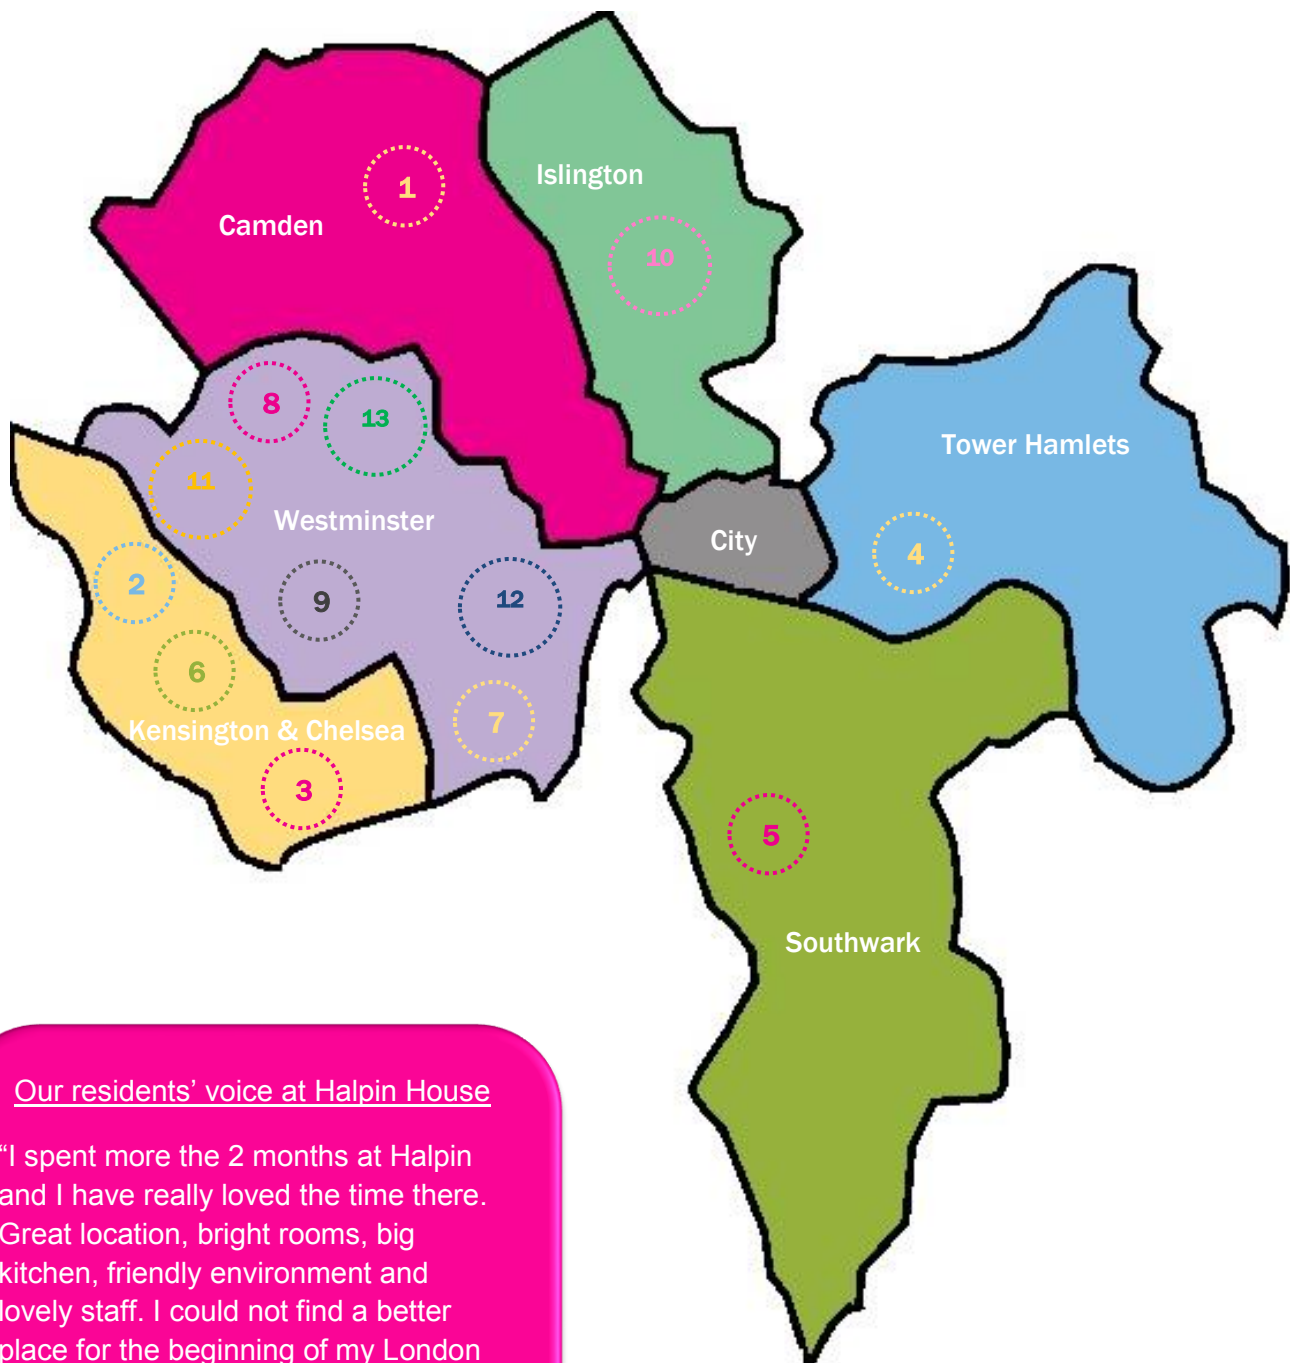 Islington
1
Camden
10
8
13
Tower Hamlets
11
Westminster
City
4
2
9
12
6
7
Kensington & Chelsea
3
5
Southwark
Our residents’ voice at Halpin House
“I spent more the 2 months at Halpin
and I have really loved the time there.
Great location, bright rooms, big
kitchen, friendly environment and
lovely staff. I could not find a better
place for the beginning of my London